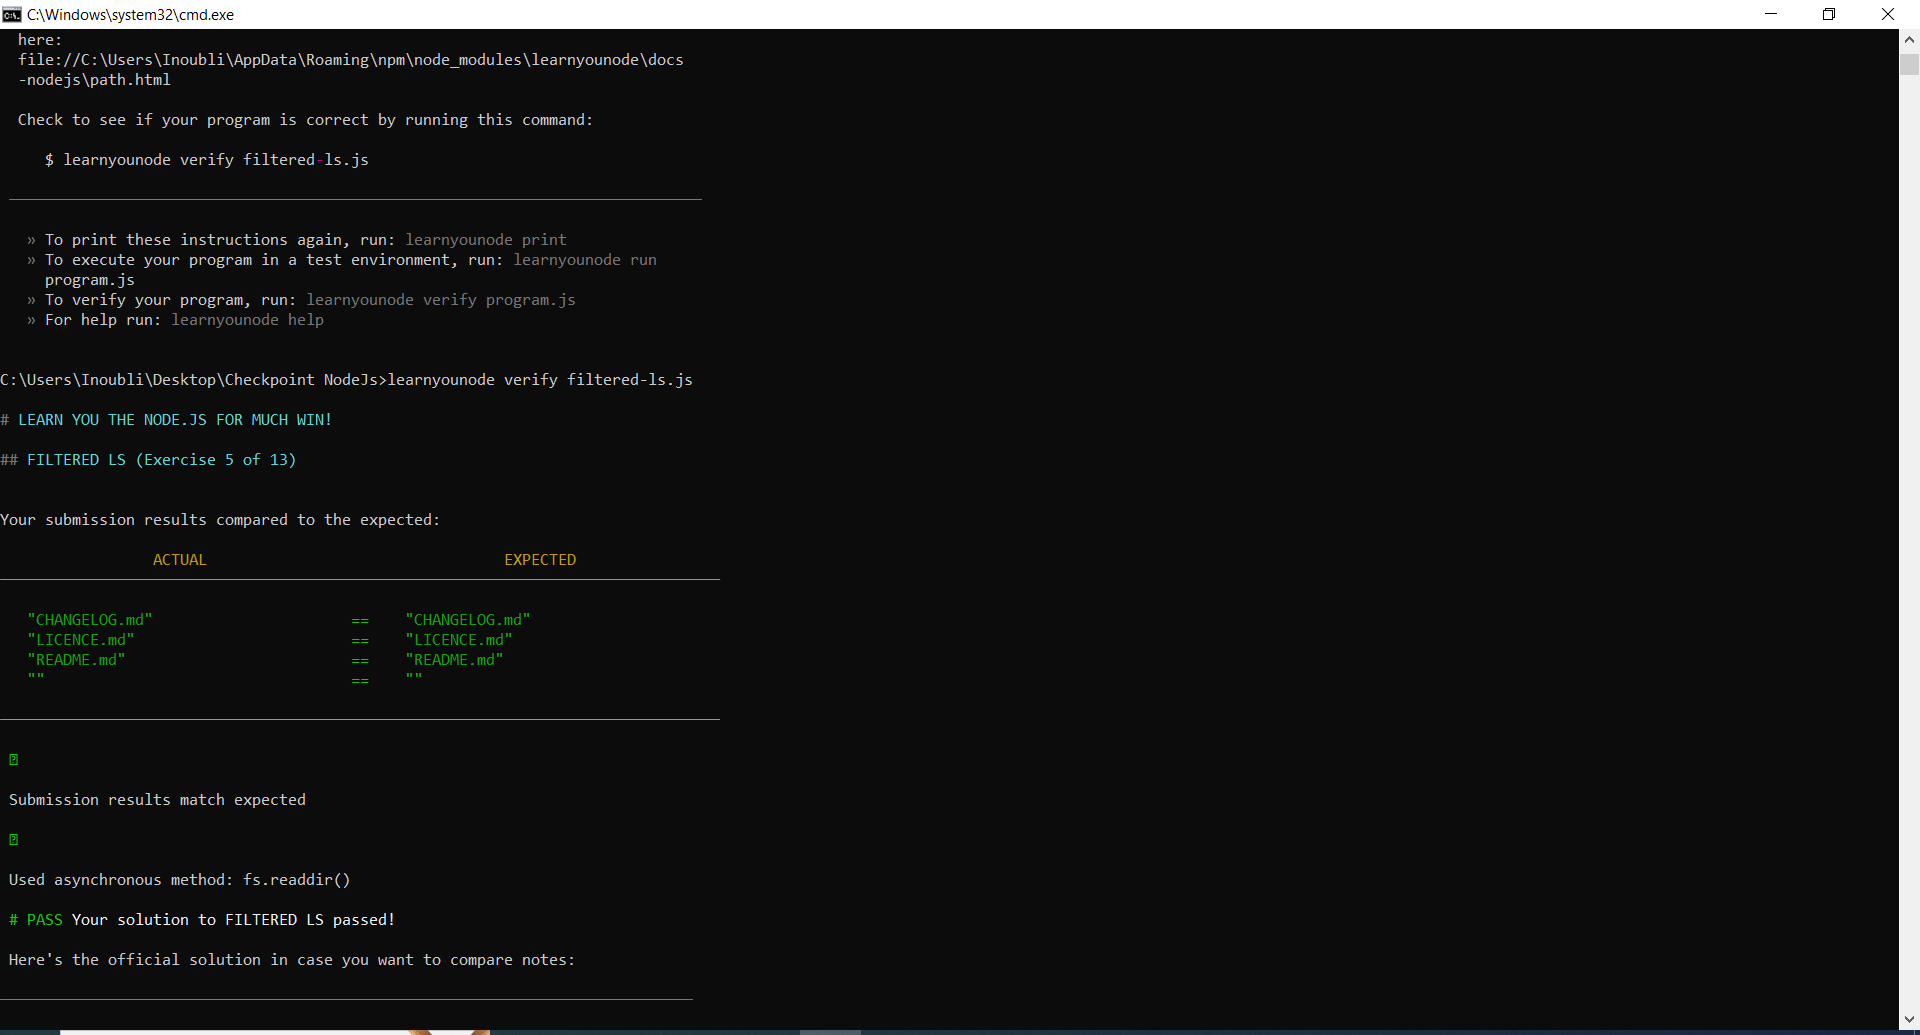 C:\Windows\system32\cmd.exe
here:
file://C:\Users\Inoubli\AppData\Roaming\npm\node_modules\learnyounode\docs
-nodejs\path.html
Check to see if your program is correct by running this command:
$ learnyounode verify filtered-ls.js
» To print these instructions again, run: learnyounode print
» To execute your program in a test environment, run: learnyounode run
program.js
» To verify your program, run: learnyounode verify program.js
» For help run: learnyounode help
C:\Users\Inoubli\Desktop\Checkpoint NodeJs>learnyounode verify filtered-ls.js
# LEARN YOU THE NODE.JS FOR MUCH WIN!
## FILTERED LS (Exercise 5 of 13)
Your submission results compared to the expected:
ACTUAL EXPECTED
"CHANGELOG.md" == "CHANGELOG.md"
"LICENCE.md" == "LICENCE.md"
"README.md" == "README.md"
"" == ""
Submission results match expected
Used asynchronous method: fs.readdir()
# PASS Your solution to FILTERED LS passed!
Here's the official solution in case you want to compare notes: